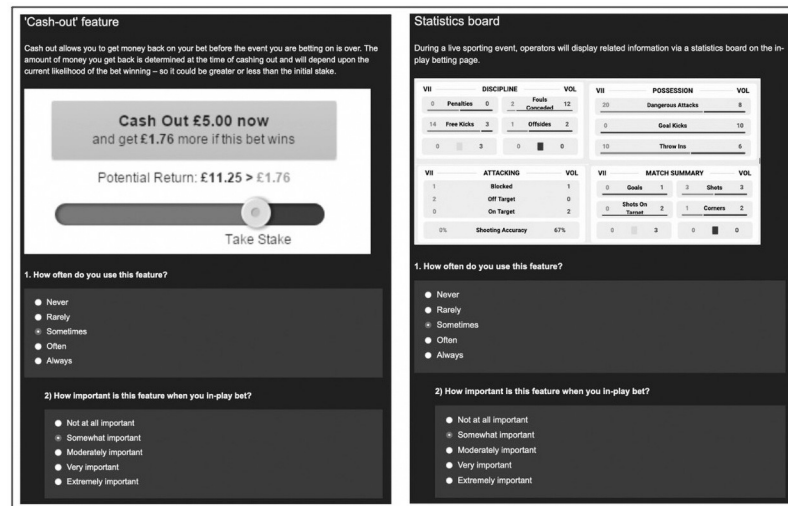 'Cash-out' feature
Cash out allows you to get money back on your bet before the event you are betting on is over. The
amount of money you get back is determined at the time of cashing out and will depend upon the
current likelihood of the bet winning – so it could be greater or less than the initial stake.
Cash Out £5.00 now
and get £1.76 more if this bet wins
Potential Return: £11.25 > £1.76
Take Stake
1. How often do you use this feature?
Never
Rarely
Sometimes
Often
Always
2) How important is this feature when you in-play bet?
Not at all important
Somewhat important
Moderately important
Very important
Extremely important
Statistics board
During a live sporting event, operators will display related information via a statistics board on the in-
play betting page.
VII DISCIPLINE VOL
0 Penalties 0 2 Fouls Conceded 12
14 Free Kicks 3 1 Offsides 2
0 3 0 0
VII POSSESSION VOL
20 Dangerous Attacks 8
0 Goal Kicks 10
10 Throw Ins 6
VII ATTACKING VOL
1 Blocked 1
2 Off Target 0
0 On Target 2
0% Shooting Accuracy 67%
VII MATCH SUMMARY VOL
0 Goals 1 3 Shots 3
0 Shots On Target 2 1 Corners 2
0 3 0 0
1. How often do you use this feature?
Never
Rarely
Sometimes
Often
Always
2) How important is this feature when you in-play bet?
Not at all important
Somewhat important
Moderately important
Very important
Extremely important